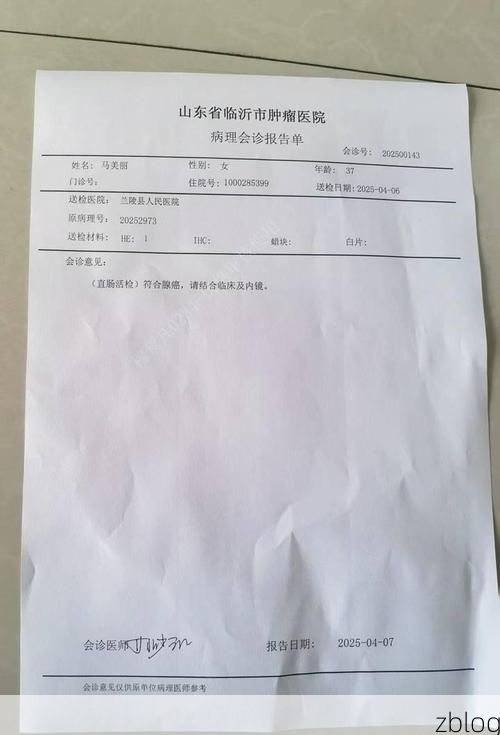 山东省临沂市肿瘤医院
病理会诊报告单
会诊号: 202500143
姓名: 马美丽 性别: 女 年龄: 37
门诊号: 住院号: 1000285399 送检日期: 2025-04-06
送检医院: 兰陵县人民医院
原病理号: 20252973
送检材料: HE: 1 IHC: 蜡块: 白片:
会诊意见:
(直肠活检) 符合腺癌, 请结合临床及内镜。
会诊医师 报告日期: 2025-04-07
会诊意见仅供原单位病理医师参考
zblog